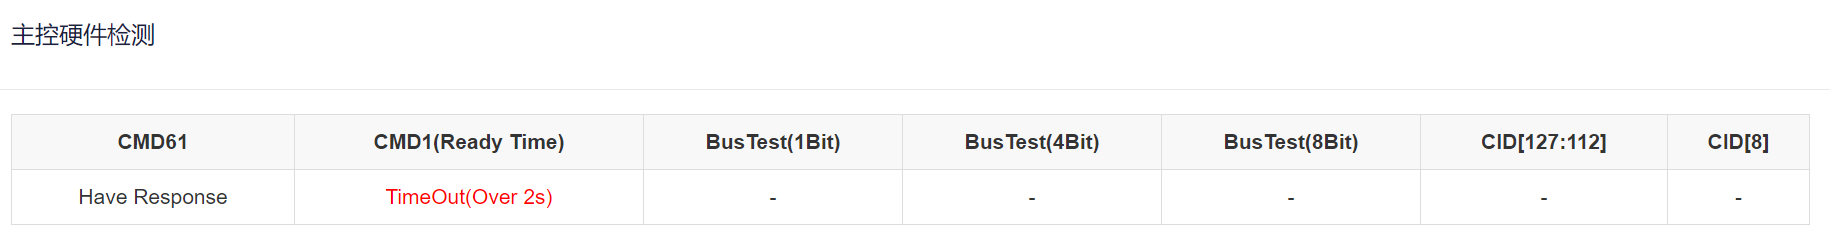 主控硬件检测
CMD61 CMD1(Ready Time) BusTest(1Bit) BusTest(4Bit) BusTest(8Bit) CID[127:112] CID[8]
Have Response TimeOut(Over 2s) - - - - -